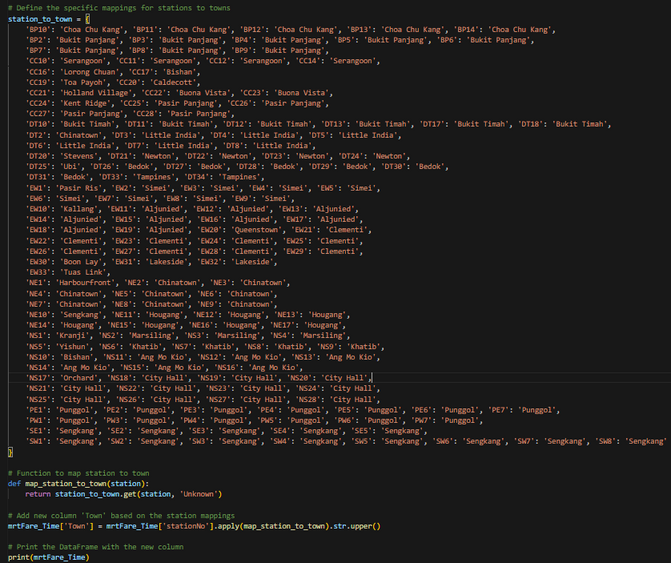 # Define the specific mappings for stations to towns
station_to_town = {
'BP10': 'Choa Chu Kang', 'BP11': 'Choa Chu Kang', 'BP12': 'Choa Chu Kang', 'BP13': 'Choa Chu Kang', 'BP14': 'Choa Chu Kang',
'BP2': 'Bukit Panjang', 'BP3': 'Bukit Panjang', 'BP4': 'Bukit Panjang', 'BP5': 'Bukit Panjang', 'BP6': 'Bukit Panjang',
'BP7': 'Bukit Panjang', 'BP8': 'Bukit Panjang', 'BP9': 'Bukit Panjang',
'CC10': 'Serangoon', 'CC11': 'Serangoon', 'CC12': 'Serangoon', 'CC14': 'Serangoon',
'CC16': 'Lorong Chuan', 'CC17': 'Bishan',
'CC19': 'Toa Payoh', 'CC20': 'Caldecott',
'CC21': 'Holland Village', 'CC22': 'Buona Vista', 'CC23': 'Buona Vista',
'CC24': 'Kent Ridge', 'CC25': 'Pasir Panjang', 'CC26': 'Pasir Panjang',
'CC27': 'Pasir Panjang', 'CC28': 'Pasir Panjang',
'DT10': 'Bukit Timah', 'DT11': 'Bukit Timah', 'DT12': 'Bukit Timah', 'DT13': 'Bukit Timah', 'DT17': 'Bukit Timah', 'DT18': 'Bukit Timah',
'DT2': 'Chinatown', 'DT3': 'Little India', 'DT4': 'Little India', 'DT5': 'Little India',
'DT6': 'Little India', 'DT7': 'Little India', 'DT8': 'Little India',
'DT20': 'Stevens', 'DT21': 'Newton', 'DT22': 'Newton', 'DT23': 'Newton', 'DT24': 'Newton',
'DT25': 'Ubi', 'DT26': 'Bedok', 'DT27': 'Bedok', 'DT28': 'Bedok', 'DT29': 'Bedok', 'DT30': 'Bedok',
'DT31': 'Bedok', 'DT33': 'Tampines', 'DT34': 'Tampines',
'EW1': 'Pasir Ris', 'EW2': 'Simei', 'EW3': 'Simei', 'EW4': 'Simei', 'EW5': 'Simei',
'EW6': 'Simei', 'EW7': 'Simei', 'EW8': 'Simei', 'EW9': 'Simei',
'EW10': 'Kallang', 'EW11': 'Aljunied', 'EW12': 'Aljunied', 'EW13': 'Aljunied',
'EW14': 'Aljunied', 'EW15': 'Aljunied', 'EW16': 'Aljunied', 'EW17': 'Aljunied',
'EW18': 'Aljunied', 'EW19': 'Aljunied', 'EW20': 'Queenstown', 'EW21': 'Clementi',
'EW22': 'Clementi', 'EW23': 'Clementi', 'EW24': 'Clementi', 'EW25': 'Clementi',
'EW26': 'Clementi', 'EW27': 'Clementi', 'EW28': 'Clementi', 'EW29': 'Clementi',
'EW30': 'Boon Lay', 'EW31': 'Lakeside', 'EW32': 'Lakeside',
'EW33': 'Tuas Link',
'NE1': 'Harbourfront', 'NE2': 'Chinatown', 'NE3': 'Chinatown',
'NE4': 'Chinatown', 'NE5': 'Chinatown', 'NE6': 'Chinatown',
'NE7': 'Chinatown', 'NE8': 'Chinatown', 'NE9': 'Chinatown',
'NE10': 'Sengkang', 'NE11': 'Hougang', 'NE12': 'Hougang', 'NE13': 'Hougang',
'NE14': 'Hougang', 'NE15': 'Hougang', 'NE16': 'Hougang', 'NE17': 'Hougang',
'NS1': 'Kranji', 'NS2': 'Marsiling', 'NS3': 'Marsiling', 'NS4': 'Marsiling',
'NS5': 'Yishun', 'NS6': 'Khatib', 'NS7': 'Khatib', 'NS8': 'Khatib', 'NS9': 'Khatib',
'NS10': 'Bishan', 'NS11': 'Ang Mo Kio', 'NS12': 'Ang Mo Kio', 'NS13': 'Ang Mo Kio',
'NS14': 'Ang Mo Kio', 'NS15': 'Ang Mo Kio', 'NS16': 'Ang Mo Kio',
'NS17': 'Orchard', 'NS18': 'City Hall', 'NS19': 'City Hall', 'NS20': 'City Hall',
'NS21': 'City Hall', 'NS22': 'City Hall', 'NS23': 'City Hall', 'NS24': 'City Hall',
'NS25': 'City Hall', 'NS26': 'City Hall', 'NS27': 'City Hall', 'NS28': 'City Hall',
'PE1': 'Punggol', 'PE2': 'Punggol', 'PE3': 'Punggol', 'PE4': 'Punggol', 'PE5': 'Punggol', 'PE6': 'Punggol', 'PE7': 'Punggol',
'PW1': 'Punggol', 'PW3': 'Punggol', 'PW4': 'Punggol', 'PW5': 'Punggol', 'PW6': 'Punggol', 'PW7': 'Punggol',
'SE1': 'Sengkang', 'SE2': 'Sengkang', 'SE3': 'Sengkang', 'SE4': 'Sengkang', 'SE5': 'Sengkang',
'SW1': 'Sengkang', 'SW2': 'Sengkang', 'SW3': 'Sengkang', 'SW4': 'Sengkang', 'SW5': 'Sengkang', 'SW6': 'Sengkang', 'SW7': 'Sengkang', 'SW8': 'Sengkang'
}
# Function to map station to town
def map_station_to_town(station):
return station_to_town.get(station, 'Unknown')
# Add new column 'Town' based on the station mappings
mrtFare_Time['Town'] = mrtFare_Time['stationNo'].apply(map_station_to_town).str.upper()
# Print the DataFrame with the new column
print(mrtFare_Time)